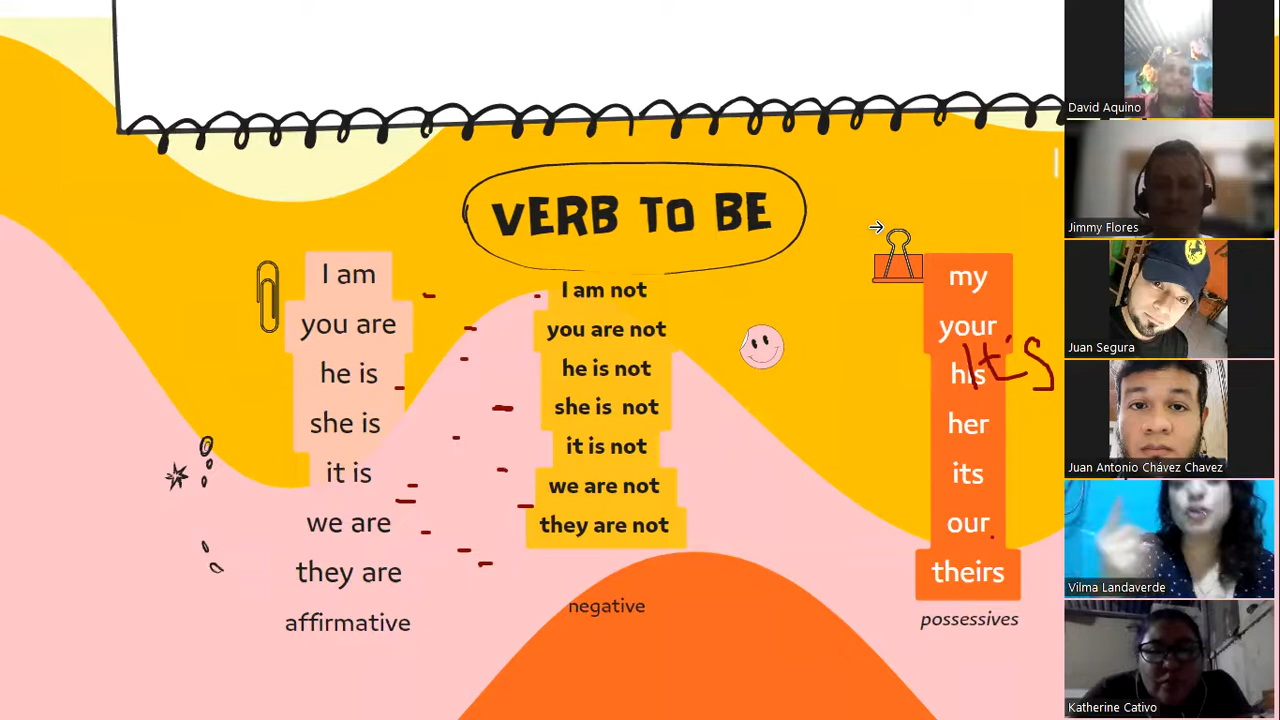 VERB TO BE
I am
you are
he is
she is
it is
we are
they are
affirmative
I am not
you are not
he is not
she is not
it is not
we are not
they are not
negative
my
your
It's
his
her
its
our
theirs
possessives
David Aquino
Jimmy Flores
Juan Segura
Juan Antonio Chávez Chavez
Vilma Landaverde
Katherine Cativo